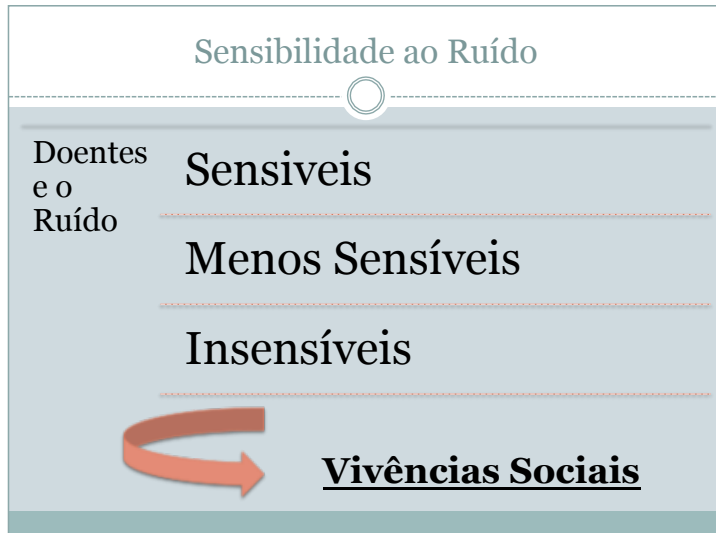 Sensibilidade ao Ruído
Doentes
e o
Ruído
Sensiveis
Menos Sensíveis
Insensíveis
Vivências Sociais